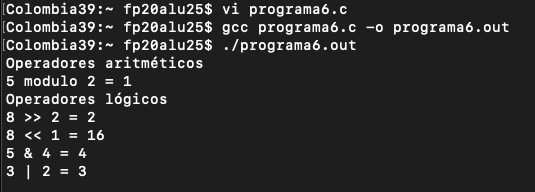 Colombia39:~ fp20alu25$ vi programa6.c
Colombia39:~ fp20alu25$ gcc programa6.c -o programa6.out
Colombia39:~ fp20alu25$ ./programa6.out
Operadores aritméticos
5 modulo 2 = 1
Operadores lógicos
8 >> 2 = 2
8 << 1 = 16
5 & 4 = 4
3 | 2 = 3